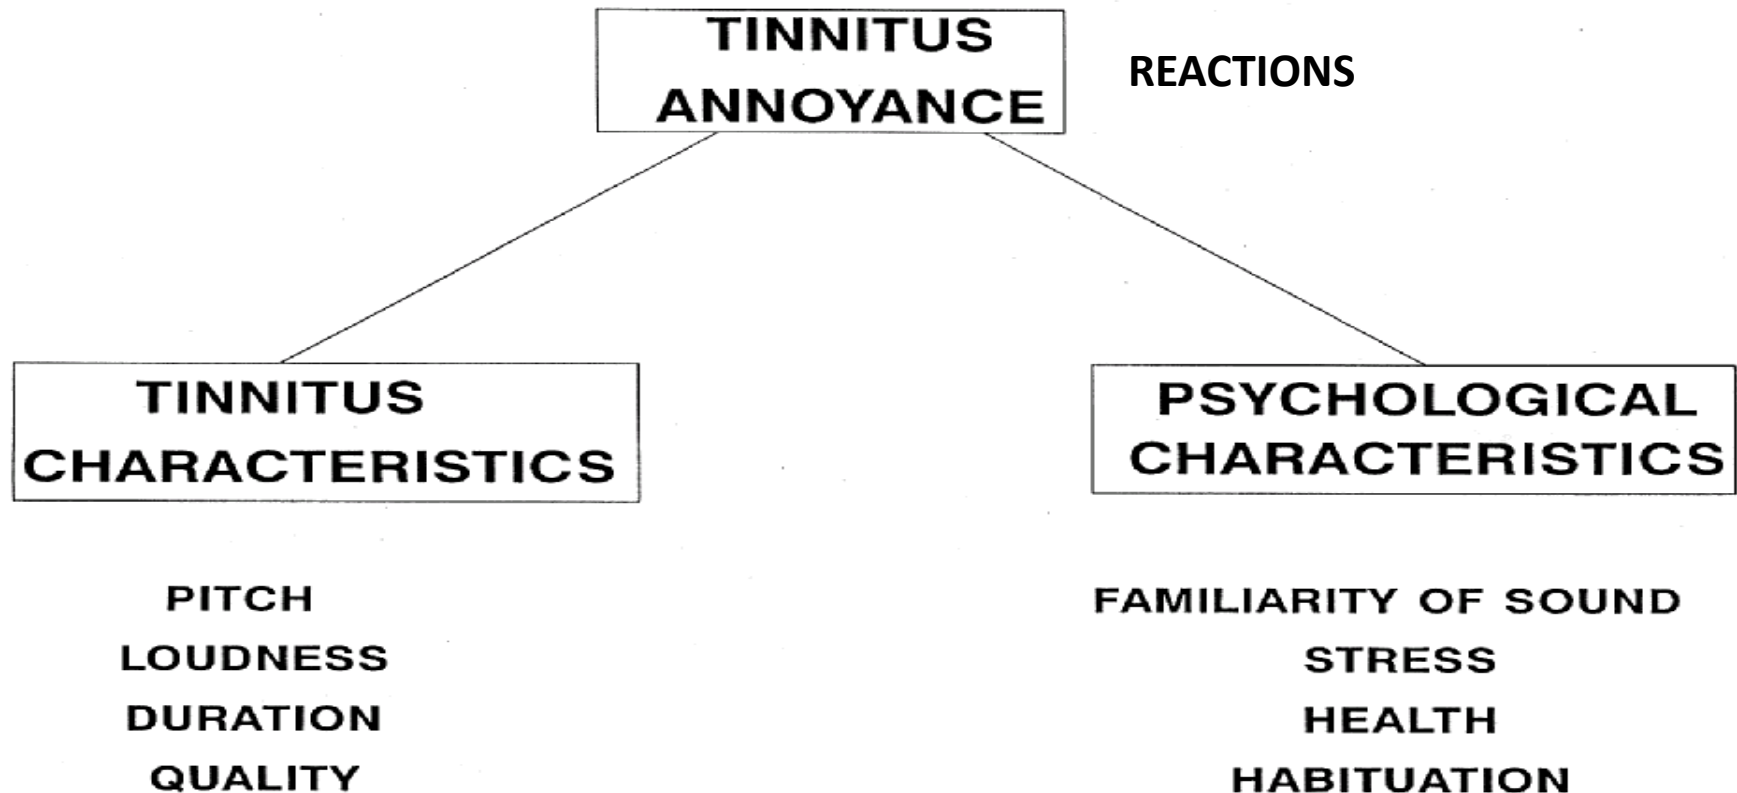 TINNITUS
ANNOYANCE
REACTIONS
TINNITUS
CHARACTERISTICS
PITCH
LOUDNESS
DURATION
QUALITY
PSYCHOLOGICAL
CHARACTERISTICS
FAMILIARITY OF SOUND
STRESS
HEALTH
HABITUATION